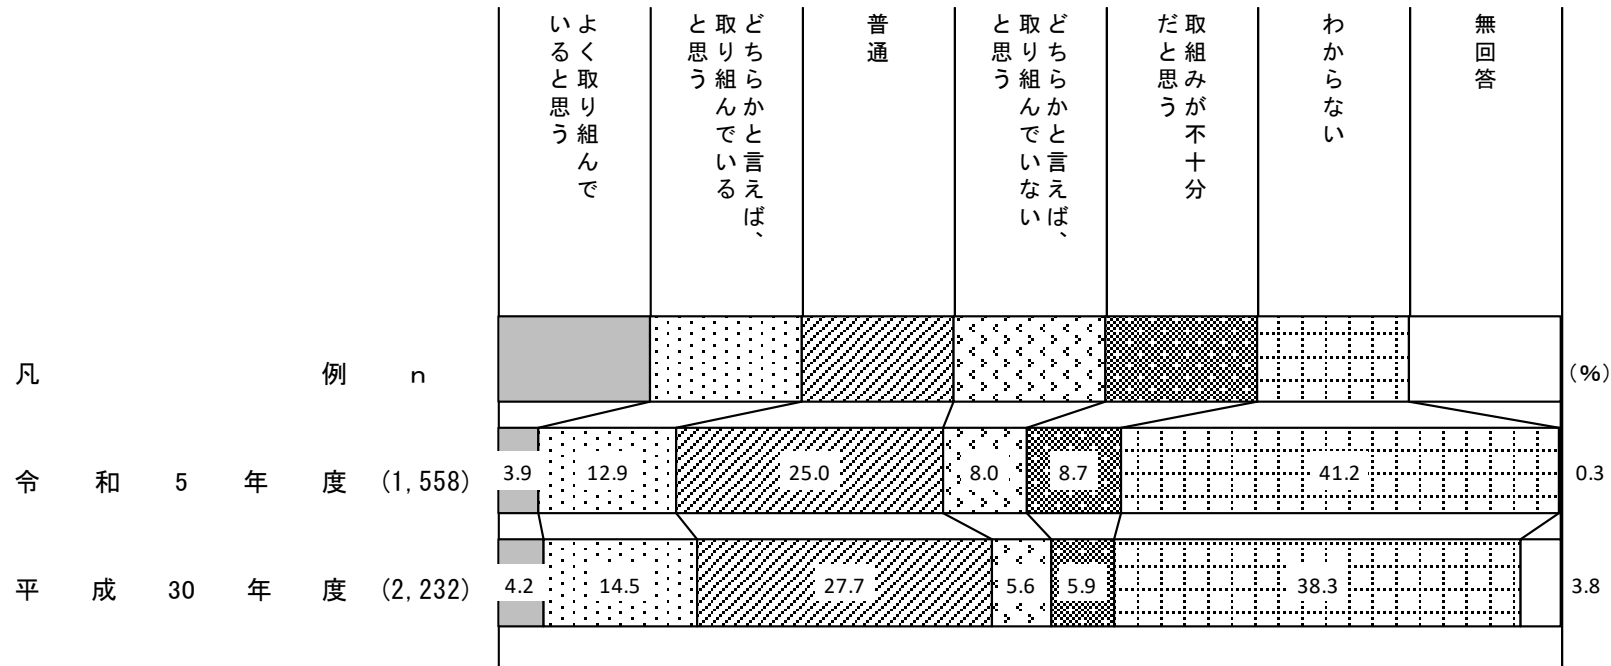 よく取り組んで
いると思う
どちらかと言えば、
取り組んでいる
と思う
普通
どちらかと言えば、
取り組んでいない
と思う
取組みが不十分
だと思う
わからない
無回答
凡 例 n
(%)
令 和 5 年 度 (1,558) 3.9 12.9 25.0 8.0 8.7 41.2 0.3
平 成 30 年 度 (2,232) 4.2 14.5 27.7 5.6 5.9 38.3 3.8